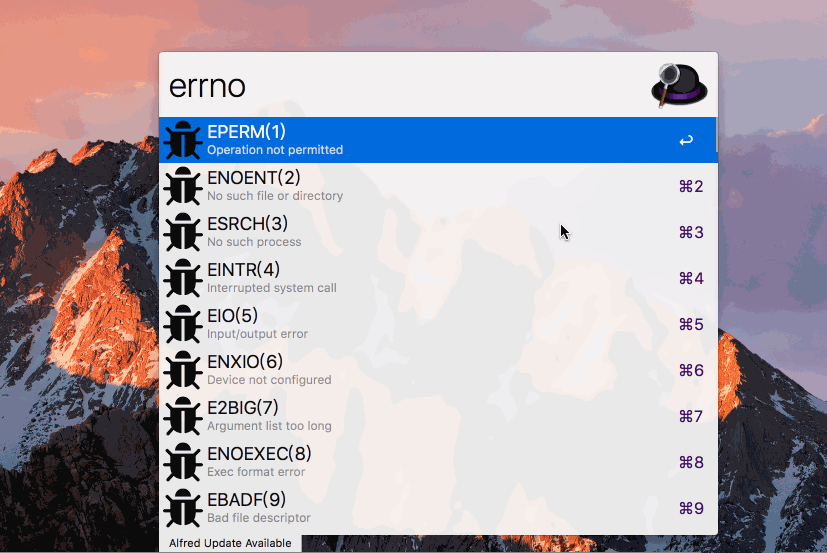 errno
EPERM(1)
Operation not permitted
↩
ENOENT(2)
No such file or directory
⌘2
ESRCH(3)
No such process
⌘3
EINTR(4)
Interrupted system call
⌘4
EIO(5)
Input/output error
⌘5
ENXIO(6)
Device not configured
⌘6
E2BIG(7)
Argument list too long
⌘7
ENOEXEC(8)
Exec format error
⌘8
EBADF(9)
Bad file descriptor
⌘9
Alfred Update Available